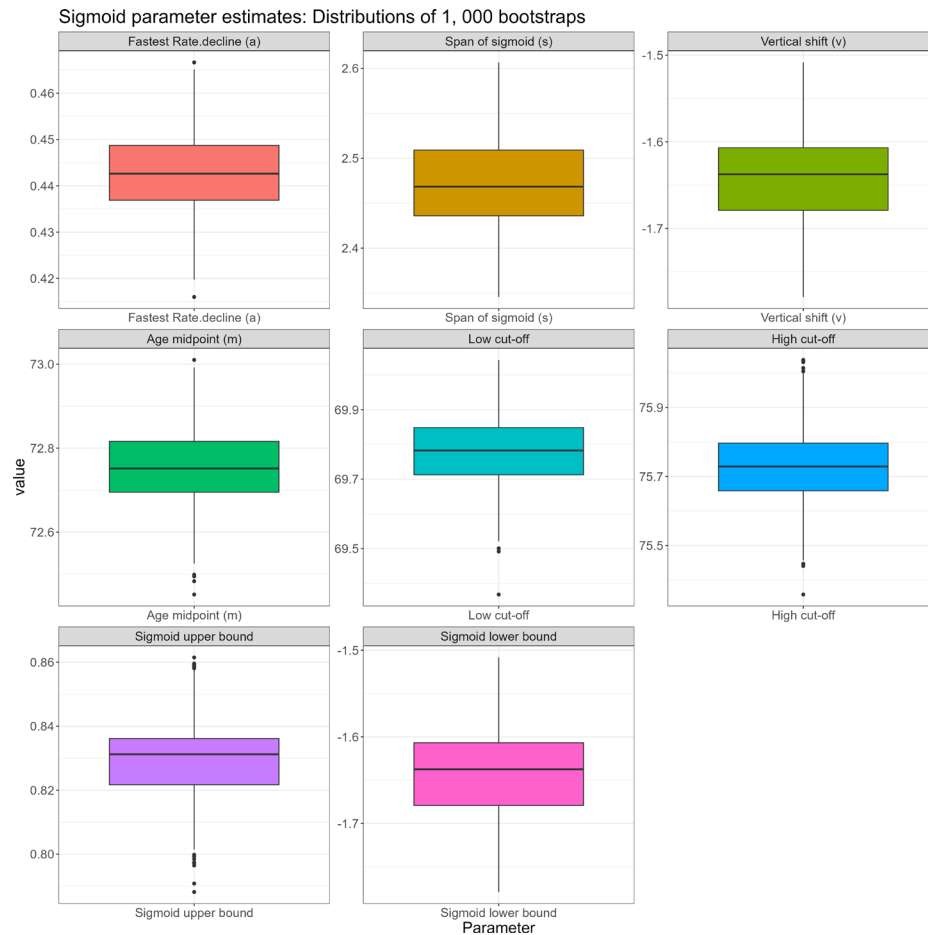 Sigmoid parameter estimates: Distributions of 1, 000 bootstraps
Fastest Rate.decline (a)
0.46
0.45
0.44
0.43
0.42
Fastest Rate.decline (a)
Span of sigmoid (s)
2.6
2.5
2.4
Span of sigmoid (s)
Vertical shift (v)
-1.5
-1.6
-1.7
Vertical shift (v)
value
Age midpoint (m)
73.0
72.8
72.6
Age midpoint (m)
Low cut-off
69.9
69.7
69.5
Low cut-off
High cut-off
75.9
75.7
75.5
High cut-off
Sigmoid upper bound
0.86
0.84
0.82
0.80
Sigmoid upper bound
Sigmoid lower bound
-1.5
-1.6
-1.7
Sigmoid lower bound
Parameter